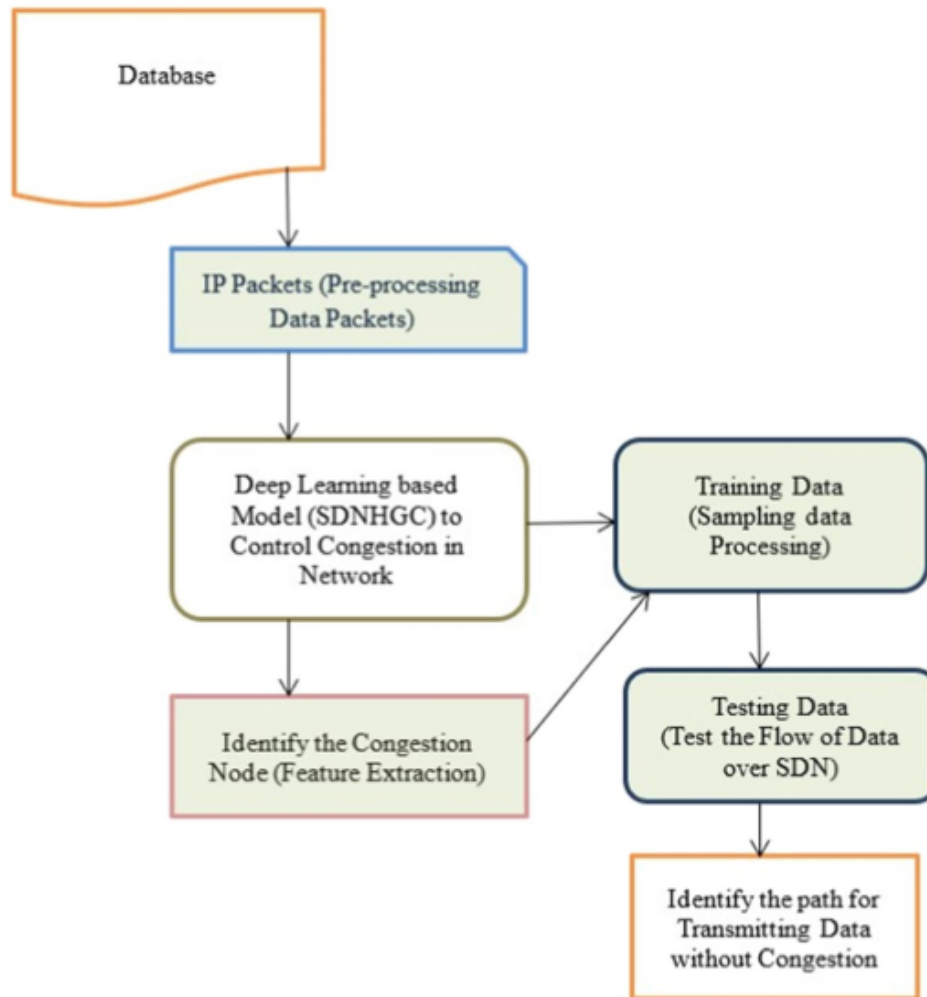 Database
IP Packets (Pre-processing
Data Packets)
Deep Learning based
Model (SDNHGC) to
Control Congestion in
Network
Training Data
(Sampling data
Processing)
Identify the Congestion
Node (Feature Extraction)
Testing Data
(Test the Flow of Data
over SDN)
Identify the path for
Transmitting Data
without Congestion